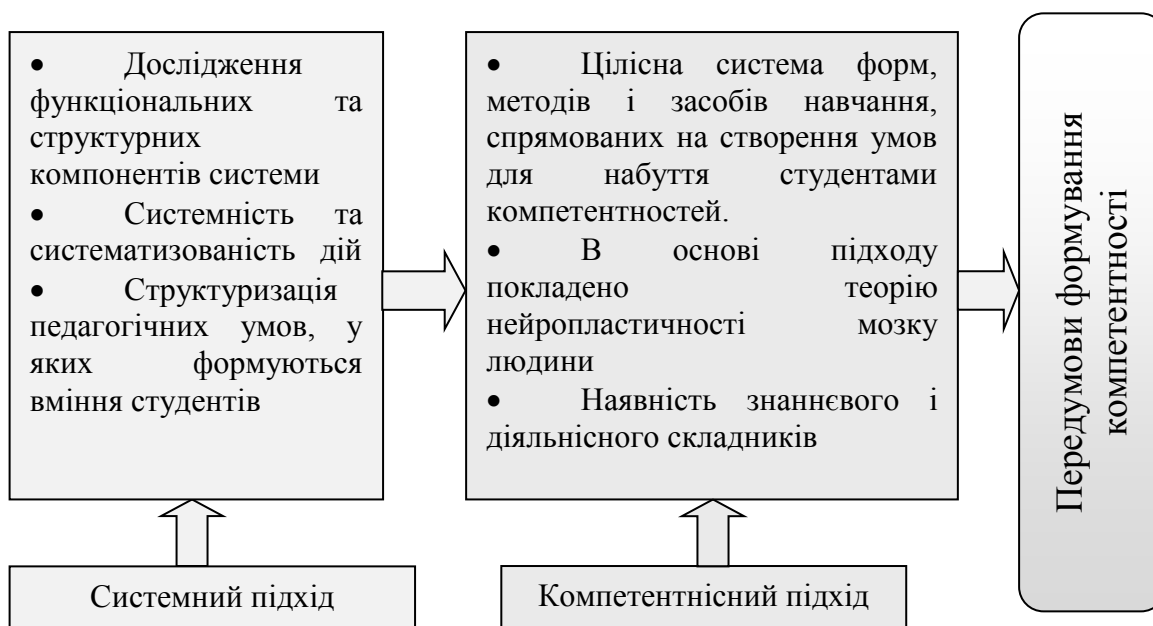 • Дослідження
функціональних та
структурних
компонентів системи
• Системність та
систематизованість дій
• Структуризація
педагогічних умов, у
яких формуються
вміння студентів
• Цілісна система форм,
методів і засобів навчання,
спрямованих на створення умов
для набуття студентами
компетентностей.
• В основі підходу
покладено теорію
нейропластичності мозку
людини
• Наявність знаннєвого і
діяльнісного складників
Передумови формування
компетентності
Системний підхід
Компетентнісний підхід